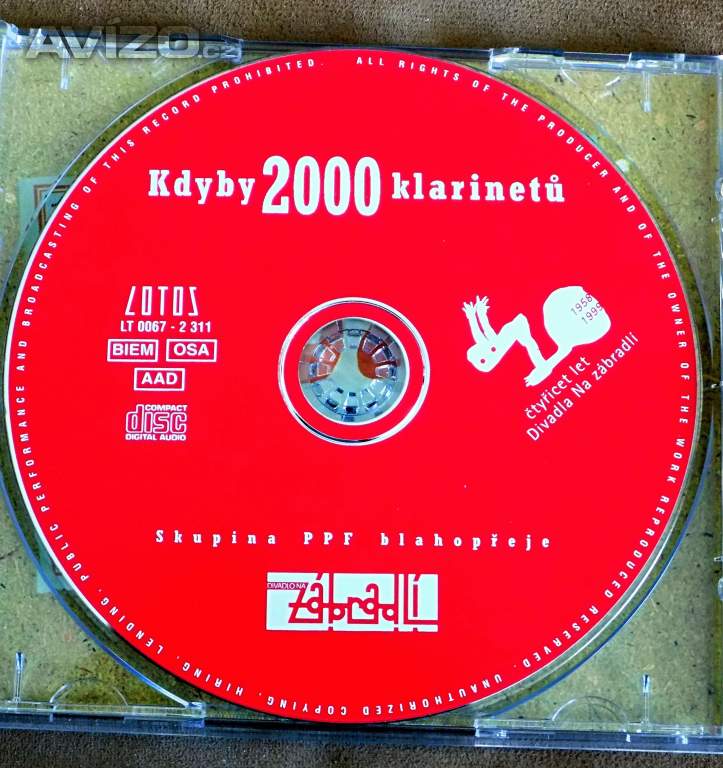 Avízo.cz
ALL RIGHTS OF THE PRODUCER AND OF THE OWNER OF THE WORK REPRODUCED RESERVED. UNAUTHORIZED COPYING, HIRING, LENDING, PUBLIC PERFORMANCE AND BROADCASTING OF THIS RECORD PROHIBITED.
Kdyby 2000 klarinetů
LOTOS
LT 0067 - 2 311
BIEM OSA
AAD
COMPACT
disc
DIGITAL AUDIO
1958
1999
čtyřicet let
Divadla Na zábradlí
Skupina PPF blahopřeje
DIVADLO NA
zábradlí